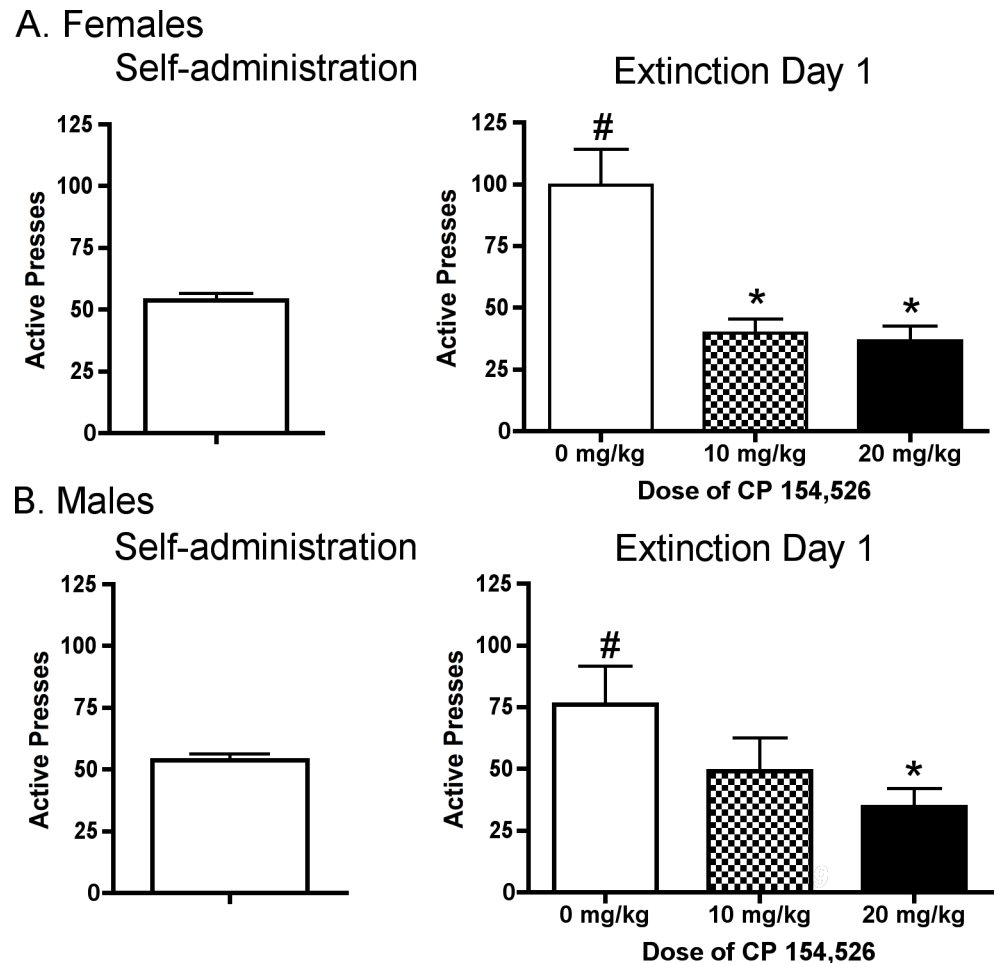 A. Females
Self-administration
Extinction Day 1
Active Presses
125
100
75
50
25
0
Active Presses
125
100
75
50
25
0
#
*
*
0 mg/kg
10 mg/kg
20 mg/kg
Dose of CP 154,526
B. Males
Self-administration
Extinction Day 1
Active Presses
125
100
75
50
25
0
Active Presses
125
100
75
50
25
0
#
*
0 mg/kg
10 mg/kg
20 mg/kg
Dose of CP 154,526